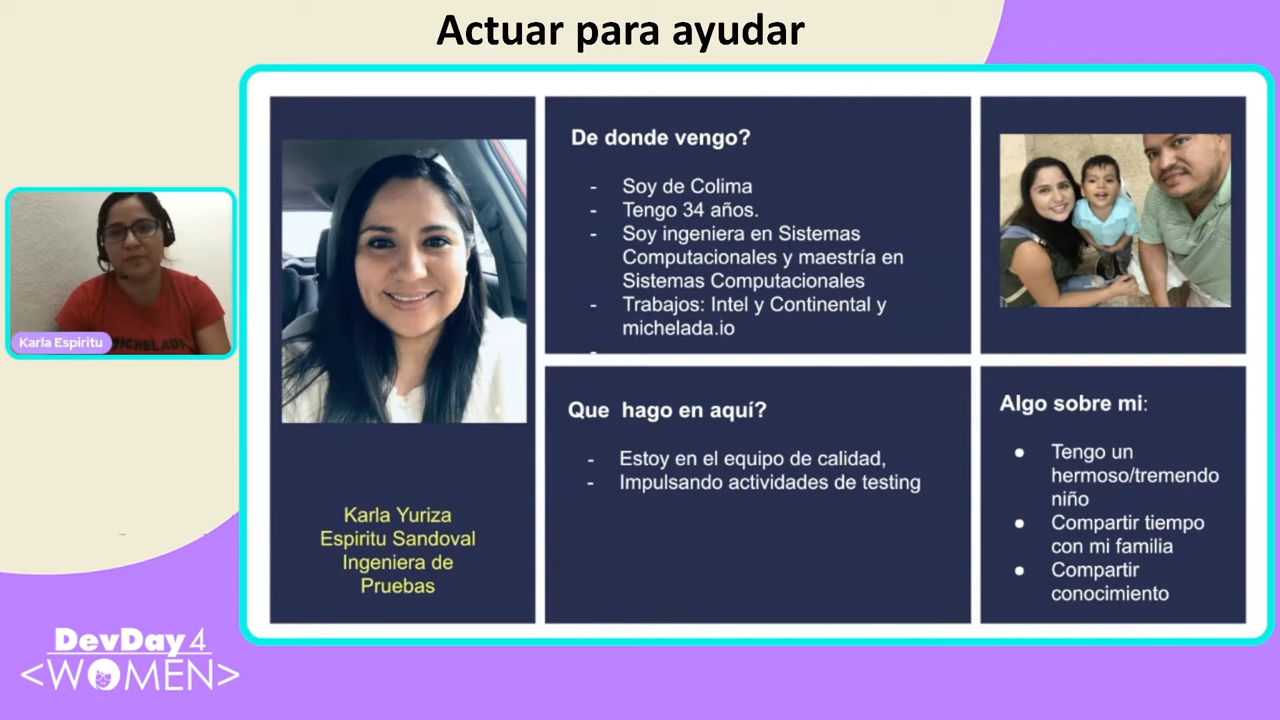 Actuar para ayudar
De donde vengo?
- Soy de Colima
- Tengo 34 años.
- Soy ingeniera en Sistemas
Computacionales y maestría en
Sistemas Computacionales
- Trabajos: Intel y Continental y
michelada.io
-
Karla Espiritu
MICHELADA
Que hago en aquí?
- Estoy en el equipo de calidad,
- Impulsando actividades de testing
Algo sobre mi:
● Tengo un
hermoso/tremendo
niño
● Compartir tiempo
con mi familia
● Compartir
conocimiento
Karla Yuriza
Espiritu Sandoval
Ingeniera de
Pruebas
DevDay 4
<WOMEN>